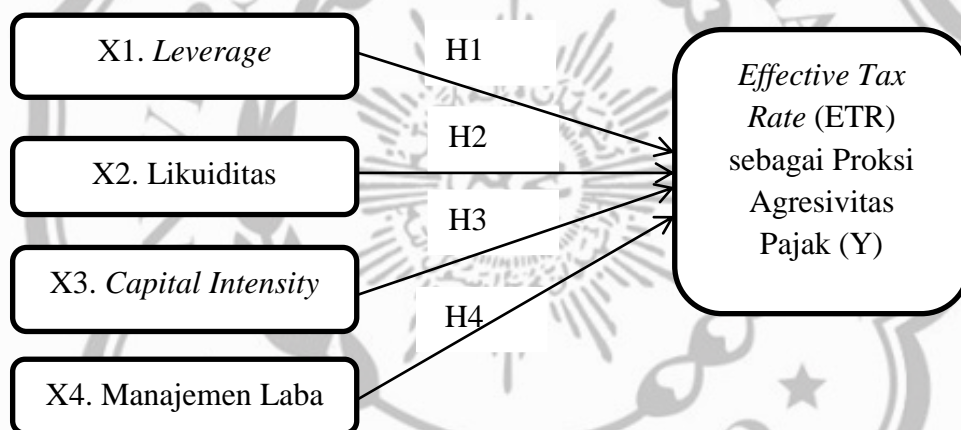 X1. Leverage
H1
X2. Likuiditas
H2
X3. Capital Intensity
H3
X4. Manajemen Laba
H4
Effective Tax
Rate (ETR)
sebagai Proksi
Agresivitas
Pajak (Y)